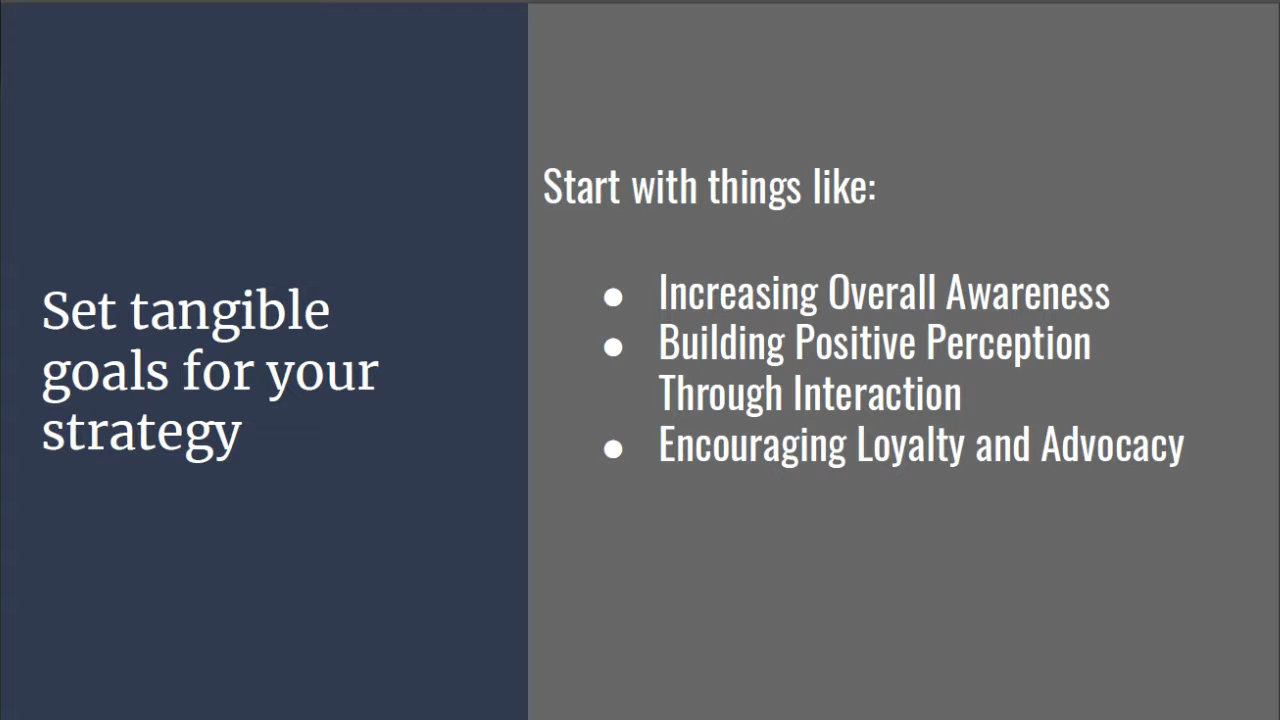 Set tangible
goals for your
strategy
Start with things like:
● Increasing Overall Awareness
● Building Positive Perception
Through Interaction
● Encouraging Loyalty and Advocacy